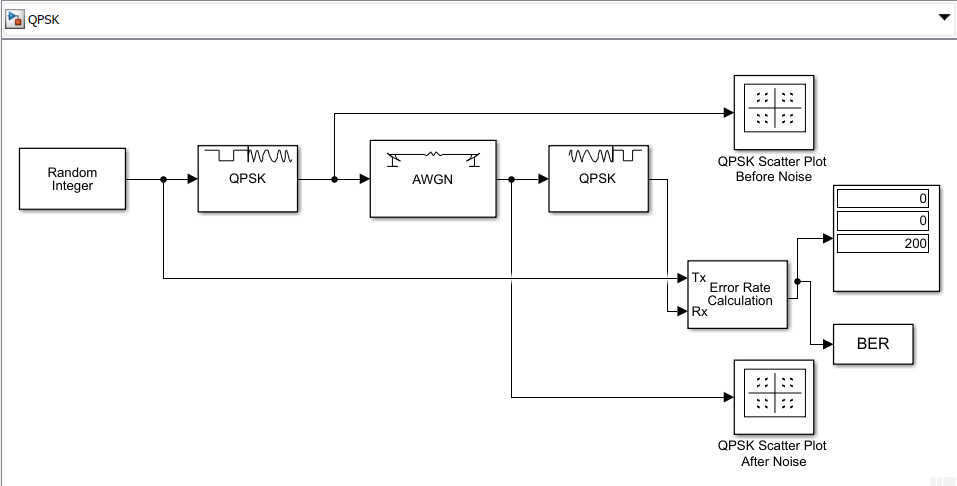 QPSK
QPSK Scatter Plot
Before Noise
Random
Integer
QPSK
AWGN
QPSK
0
0
200
Tx
Rx
Error Rate
Calculation
BER
QPSK Scatter Plot
After Noise